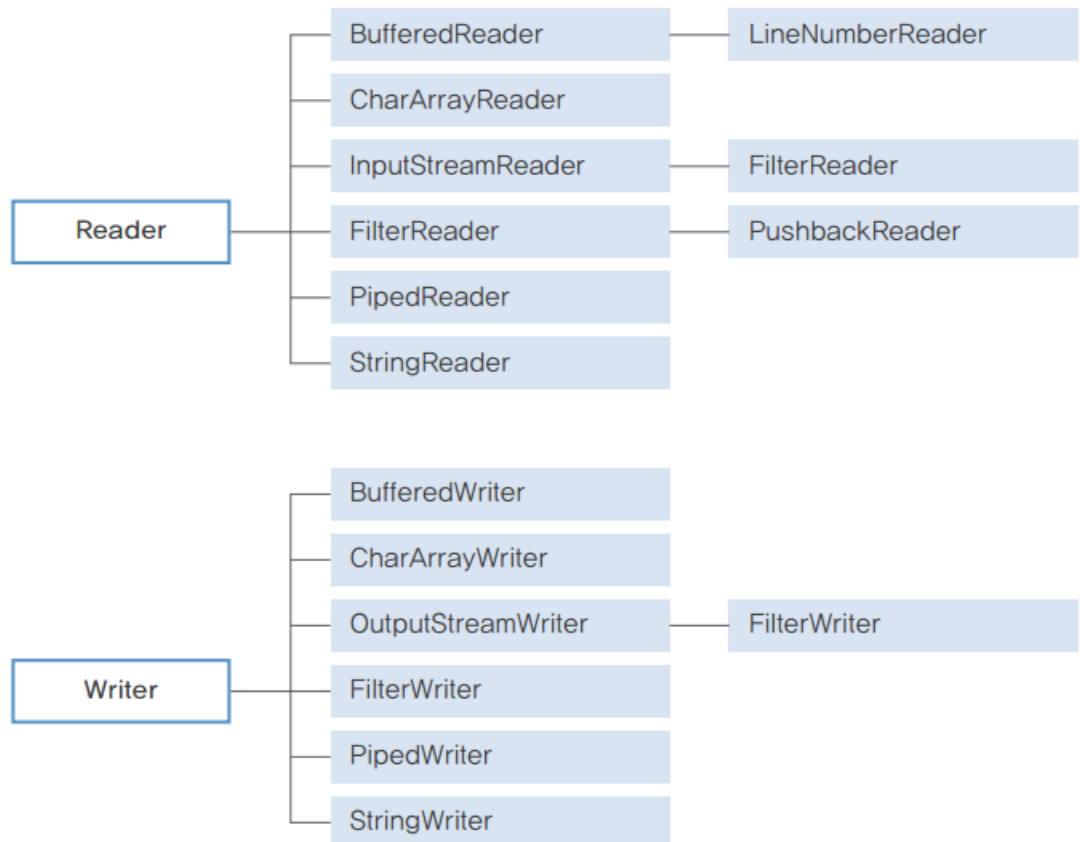 BufferedReader LineNumberReader
CharArrayReader
InputStreamReader FilterReader
Reader FilterReader PushbackReader
PipedReader
StringReader
BufferedWriter
CharArrayWriter
OutputStreamWriter FilterWriter
Writer FilterWriter
PipedWriter
StringWriter